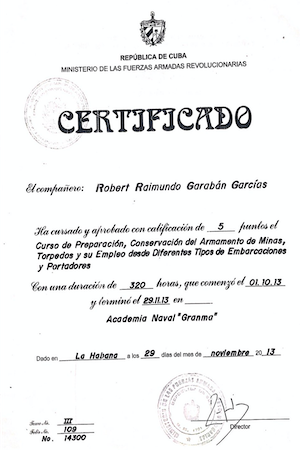 REPÚBLICA DE CUBA
MINISTERIO DE LAS FUERZAS ARMADAS REVOLUCIONARIAS
CERTIFICADO
El compañero: Robert Raimundo Garabán Garcías
Ha cursado y aprobado con calificación de 5 puntos el
Curso de Preparación, Conservación del Armamento de Minas,
Torpedos y su Empleo desde Diferentes Tipos de Embarcaciones
y Portadores
Con una duración de 320 horas, que comenzó el 01.10.13
y terminó el 29.11.13 en
Academia Naval "Granma"
Dado en La Habana a los 29 días del mes de noviembre 20 13
Tomo No. III
Folio No. 109
No. 14300
Director